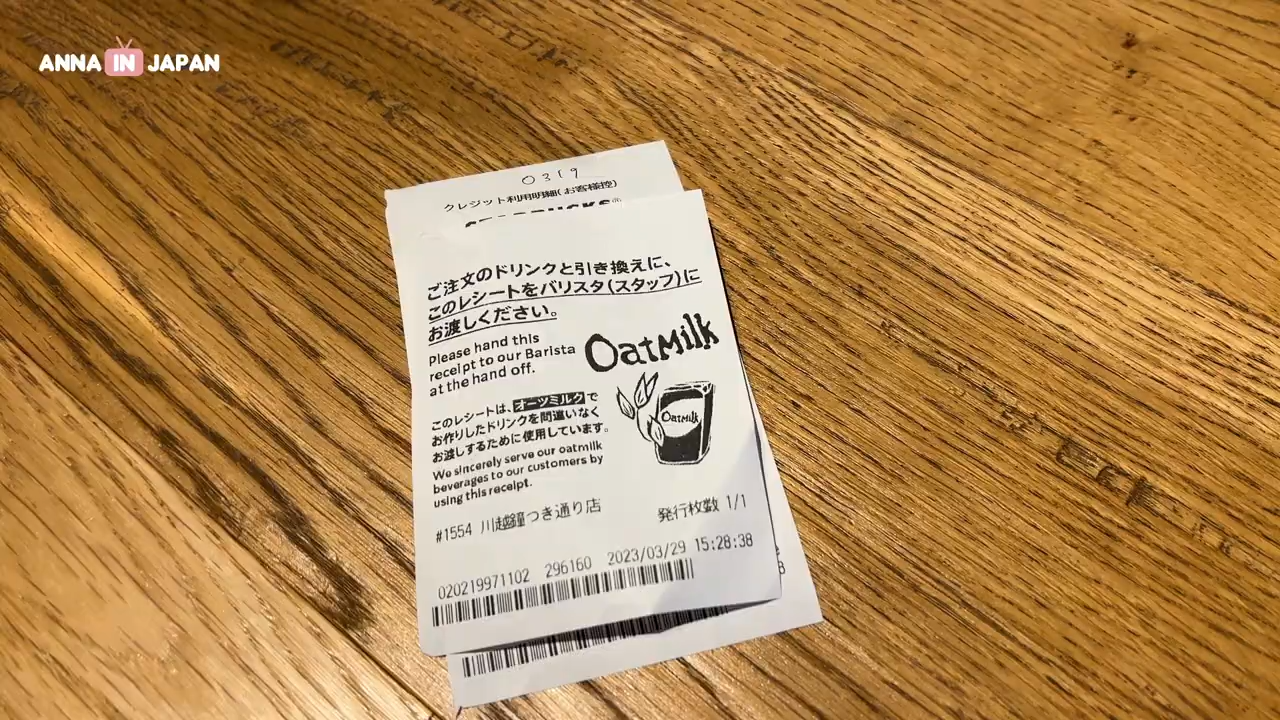 ANNA IN JAPAN
0319
クレジット利用明細(お客様控)
STARBUCKS®
ご注文のドリンクと引き換えに、
このレシートをバリスタ(スタッフ)に
お渡しください。
Please hand this
receipt to our Barista
at the hand off.
OatMilk
このレシートは、オーツミルクで
お作りしたドリンクを間違いなく
お渡しするために使用しています。
We sincerely serve our oatmilk
beverages to our customers by
using this receipt.
OatMilk
#1554 川越鐘つき通り店 発行枚数 1/1
020219971102 296160 2023/03/29 15:28:38